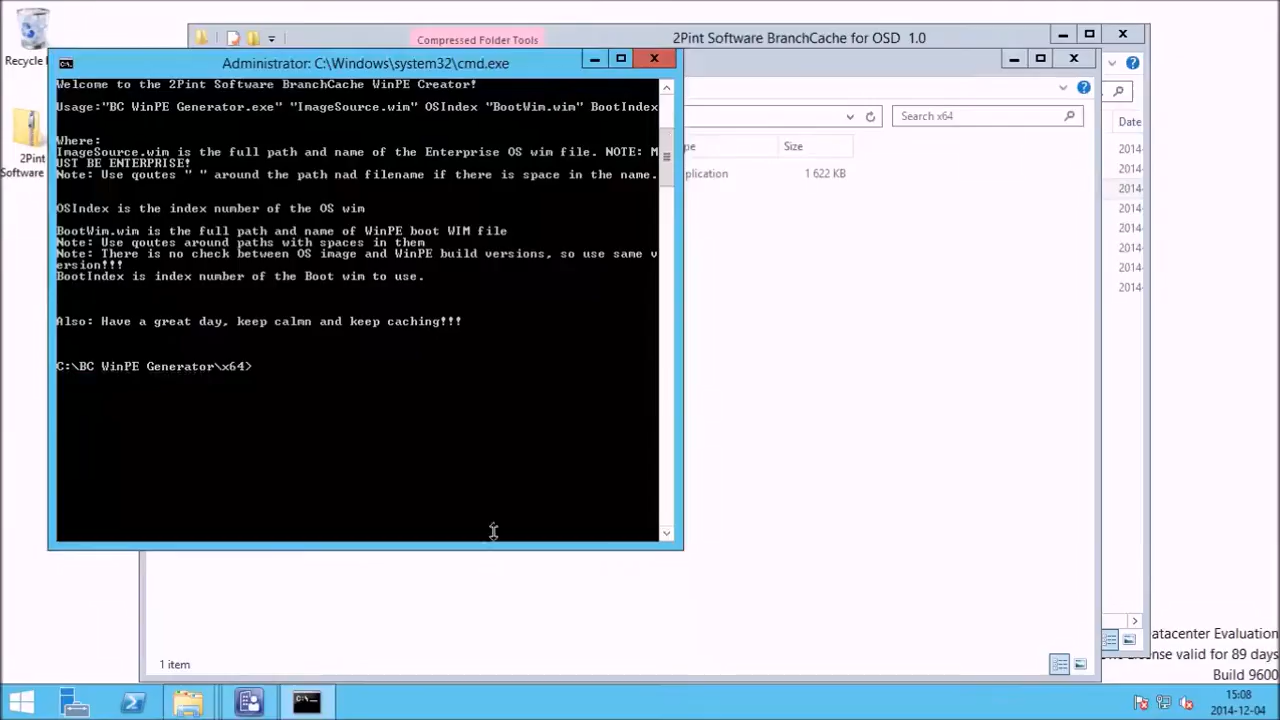 Recycle
2Pint
Software
Compressed Folder Tools
2Pint Software BranchCache for OSD 1.0
Administrator: C:\Windows\system32\cmd.exe
Welcome to the 2Pint Software BranchCache WinPE Creator!
Usage:"BC WinPE Generator.exe" "ImageSource.wim" OSIndex "BootWim.wim" BootIndex
Where:
ImageSource.wim is the full path and name of the Enterprise OS wim file. NOTE: M
UST BE ENTERPRISE!
Note: Use qoutes " " around the path nad filename if there is space in the name.
OSIndex is the index number of the OS wim
BootWim.wim is the full path and name of WinPE boot WIM file
Note: Use qoutes around paths with spaces in them
Note: There is no check between OS image and WinPE build versions, so use same v
ersion!!!
BootIndex is index number of the Boot wim to use.
Also: Have a great day, keep calmn and keep caching!!!
C:\BC WinPE Generator\x64>
Search x64
pe
Size
plication
1 622 KB
Date
2014-
2014-
2014-
2014-
2014-
2014-
1 item
atacenter Evaluation
License valid for 89 days
Build 9600
15:08
2014-12-04